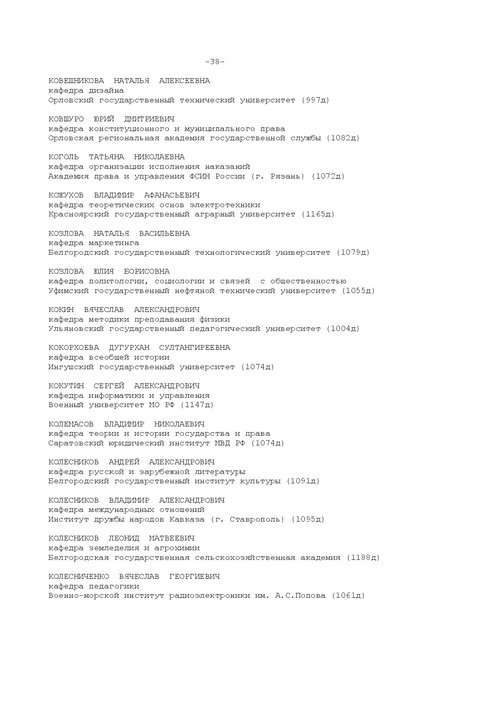 -38-
КОВЕШНИКОВА НАТАЛЬЯ АЛЕКСЕЕВНА
кафедра дизайна
Орловский государственный технический университет (997д)
КОВШУРО ЮРИЙ ДМИТРИЕВИЧ
кафедра конституционного и муниципального права
Орловская региональная академия государственной службы (1082д)
КОГОЛЬ ТАТЬЯНА НИКОЛАЕВНА
кафедра организации исполнения наказаний
Академия права и управления ФСИН России (г. Рязань) (1072д)
КОЖУХОВ ВЛАДИМИР АФАНАСЬЕВИЧ
кафедра теоретических основ электротехники
Красноярский государственный аграрный университет (1165д)
КОЗЛОВА НАТАЛЬЯ ВАСИЛЬЕВНА
кафедра маркетинга
Белгородский государственный технологический университет (1079д)
КОЗЛОВА ЮЛИЯ БОРИСОВНА
кафедра политологии, социологии и связей с общественностью
Уфимский государственный нефтяной технический университет (1055д)
КОКИН ВЯЧЕСЛАВ АЛЕКСАНДРОВИЧ
кафедра методики преподавания физики
Ульяновский государственный педагогический университет (1004д)
КОКОРХОЕВА ДУГУРХАН СУЛТАНГИРЕЕВНА
кафедра всеобщей истории
Ингушский государственный университет (1074д)
КОКУТИН СЕРГЕЙ АЛЕКСАНДРОВИЧ
кафедра информатики и управления
Военный университет МО РФ (1147д)
КОЛЕМАСОВ ВЛАДИМИР НИКОЛАЕВИЧ
кафедра теории и истории государства и права
Саратовский юридический институт МВД РФ (1074д)
КОЛЕСНИКОВ АНДРЕЙ АЛЕКСАНДРОВИЧ
кафедра русской и зарубежной литературы
Белгородский государственный институт культуры (1091д)
КОЛЕСНИКОВ ВЛАДИМИР АЛЕКСАНДРОВИЧ
кафедра международных отношений
Институт дружбы народов Кавказа (г. Ставрополь) (1095д)
КОЛЕСНИКОВ ЛЕОНИД МАТВЕЕВИЧ
кафедра земледелия и агрохимии
Белгородская государственная сельскохозяйственная академия (1188д)
КОЛЕСНИЧЕНКО ВЯЧЕСЛАВ ГЕОРГИЕВИЧ
кафедра педагогики
Военно-морской институт радиоэлектроники им. А.С.Попова (1061д)